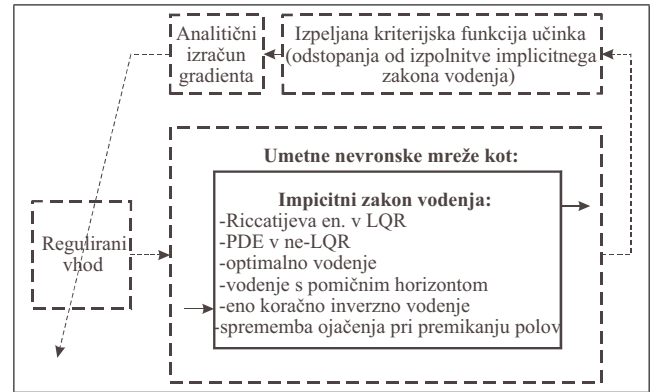 Analitični
izračun
gradienta
Izpeljana kriterijska funkcija učinka
(odstopanja od izpolnitve implicitnega
zakona vodenja)
Umetne nevronske mreže kot:
Impicitni zakon vodenja:
-Riccatijeva en. v LQR
-PDE v ne-LQR
-optimalno vodenje
-vodenje s pomičnim horizontom
-eno koračno inverzno vodenje
-sprememba ojačenja pri premikanju polov
Regulirani
vhod